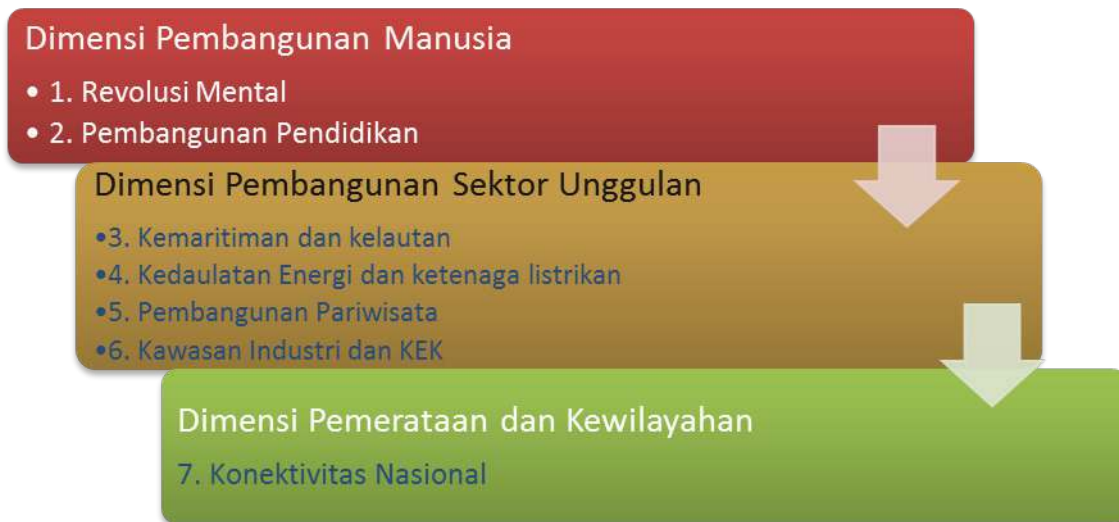 Dimensi Pembangunan Manusia
• 1. Revolusi Mental
• 2. Pembangunan Pendidikan
Dimensi Pembangunan Sektor Unggulan
•3. Kemaritiman dan kelautan
•4. Kedaulatan Energi dan ketenaga listrikan
•5. Pembangunan Pariwisata
•6. Kawasan Industri dan KEK
Dimensi Pemerataan dan Kewilayahan
7. Konektivitas Nasional